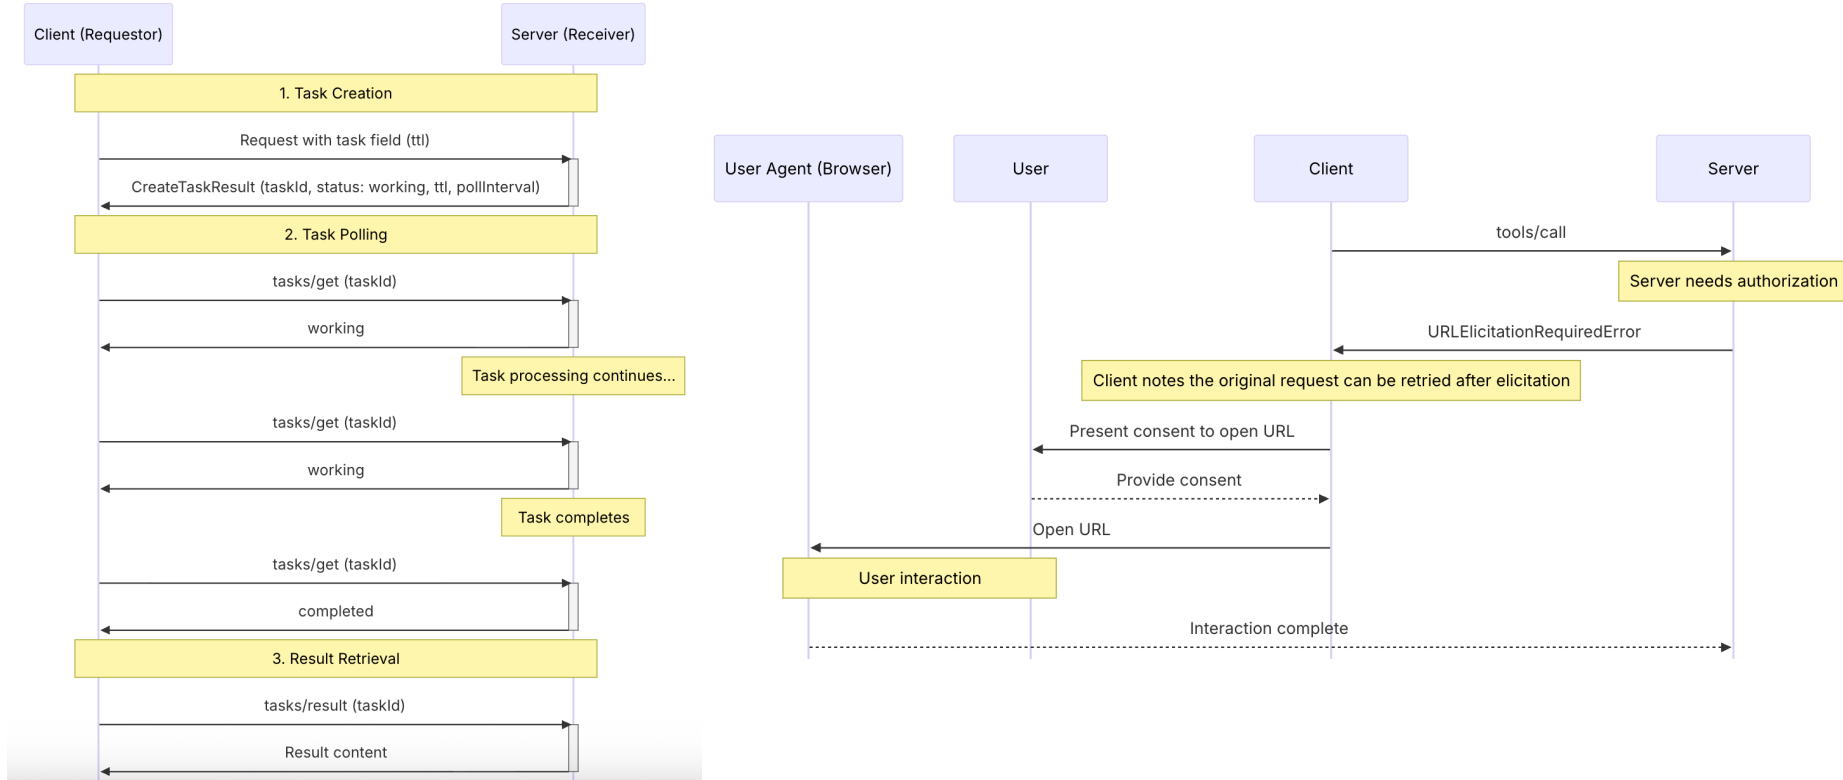 Client (Requestor)
Server (Receiver)
1. Task Creation
Request with task field (ttl)
CreateTaskResult (taskId, status: working, ttl, pollInterval)
2. Task Polling
tasks/get (taskId)
working
Task processing continues...
tasks/get (taskId)
working
Task completes
tasks/get (taskId)
completed
3. Result Retrieval
tasks/result (taskId)
Result content
User Agent (Browser)
User
Client
Server
tools/call
Server needs authorization
URLElicitationRequiredError
Client notes the original request can be retried after elicitation
Present consent to open URL
Provide consent
Open URL
User interaction
Interaction complete